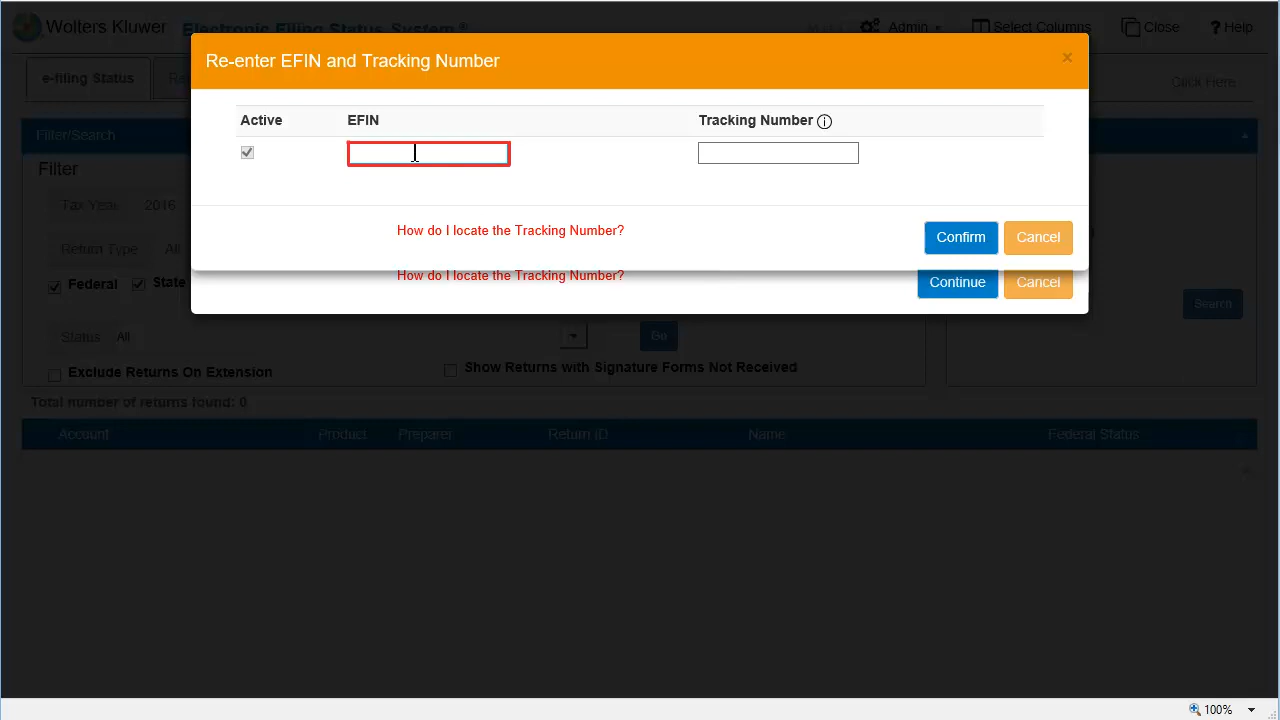 Wolters Kluwer Electronic Filing Status System® Admin Select Columns Close ? Help
Re-enter EFIN and Tracking Number ×
e-filing Status Click Here
Active EFIN Tracking Number
Filter/Search
Filter
Tax Year 2016
How do I locate the Tracking Number? Confirm Cancel
Return Type All
How do I locate the Tracking Number? Continue Cancel
Federal State
Search
Status All Go
Exclude Returns On Extension Show Returns with Signature Forms Not Received
Total number of returns found: 0
Account Product Preparer Return ID Name Federal Status
100%